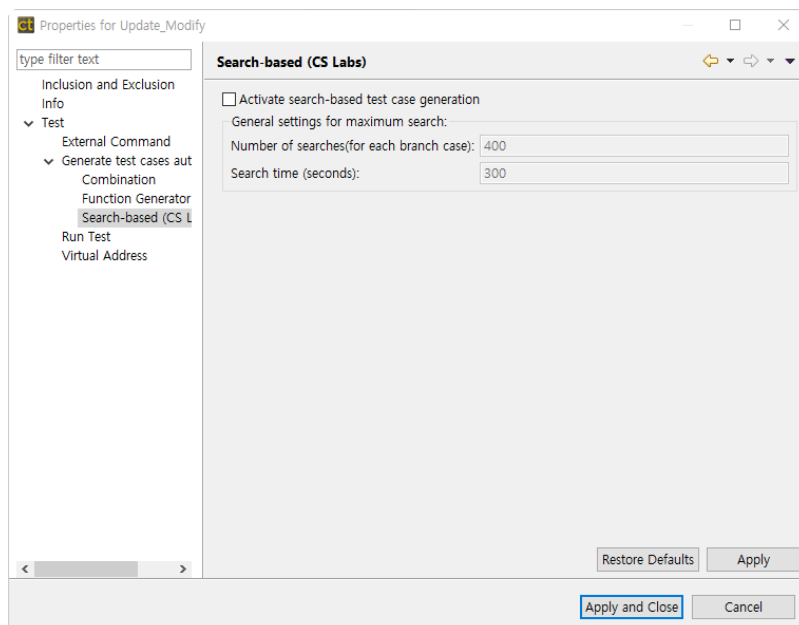 ct Properties for Update_Modify
type filter text
Inclusion and Exclusion
Info
Test
External Command
Generate test cases aut
Combination
Function Generator
Search-based (CS L
Run Test
Virtual Address
Search-based (CS Labs)
Activate search-based test case generation
General settings for maximum search:
Number of searches(for each branch case): 400
Search time (seconds): 300
Restore Defaults Apply
Apply and Close Cancel